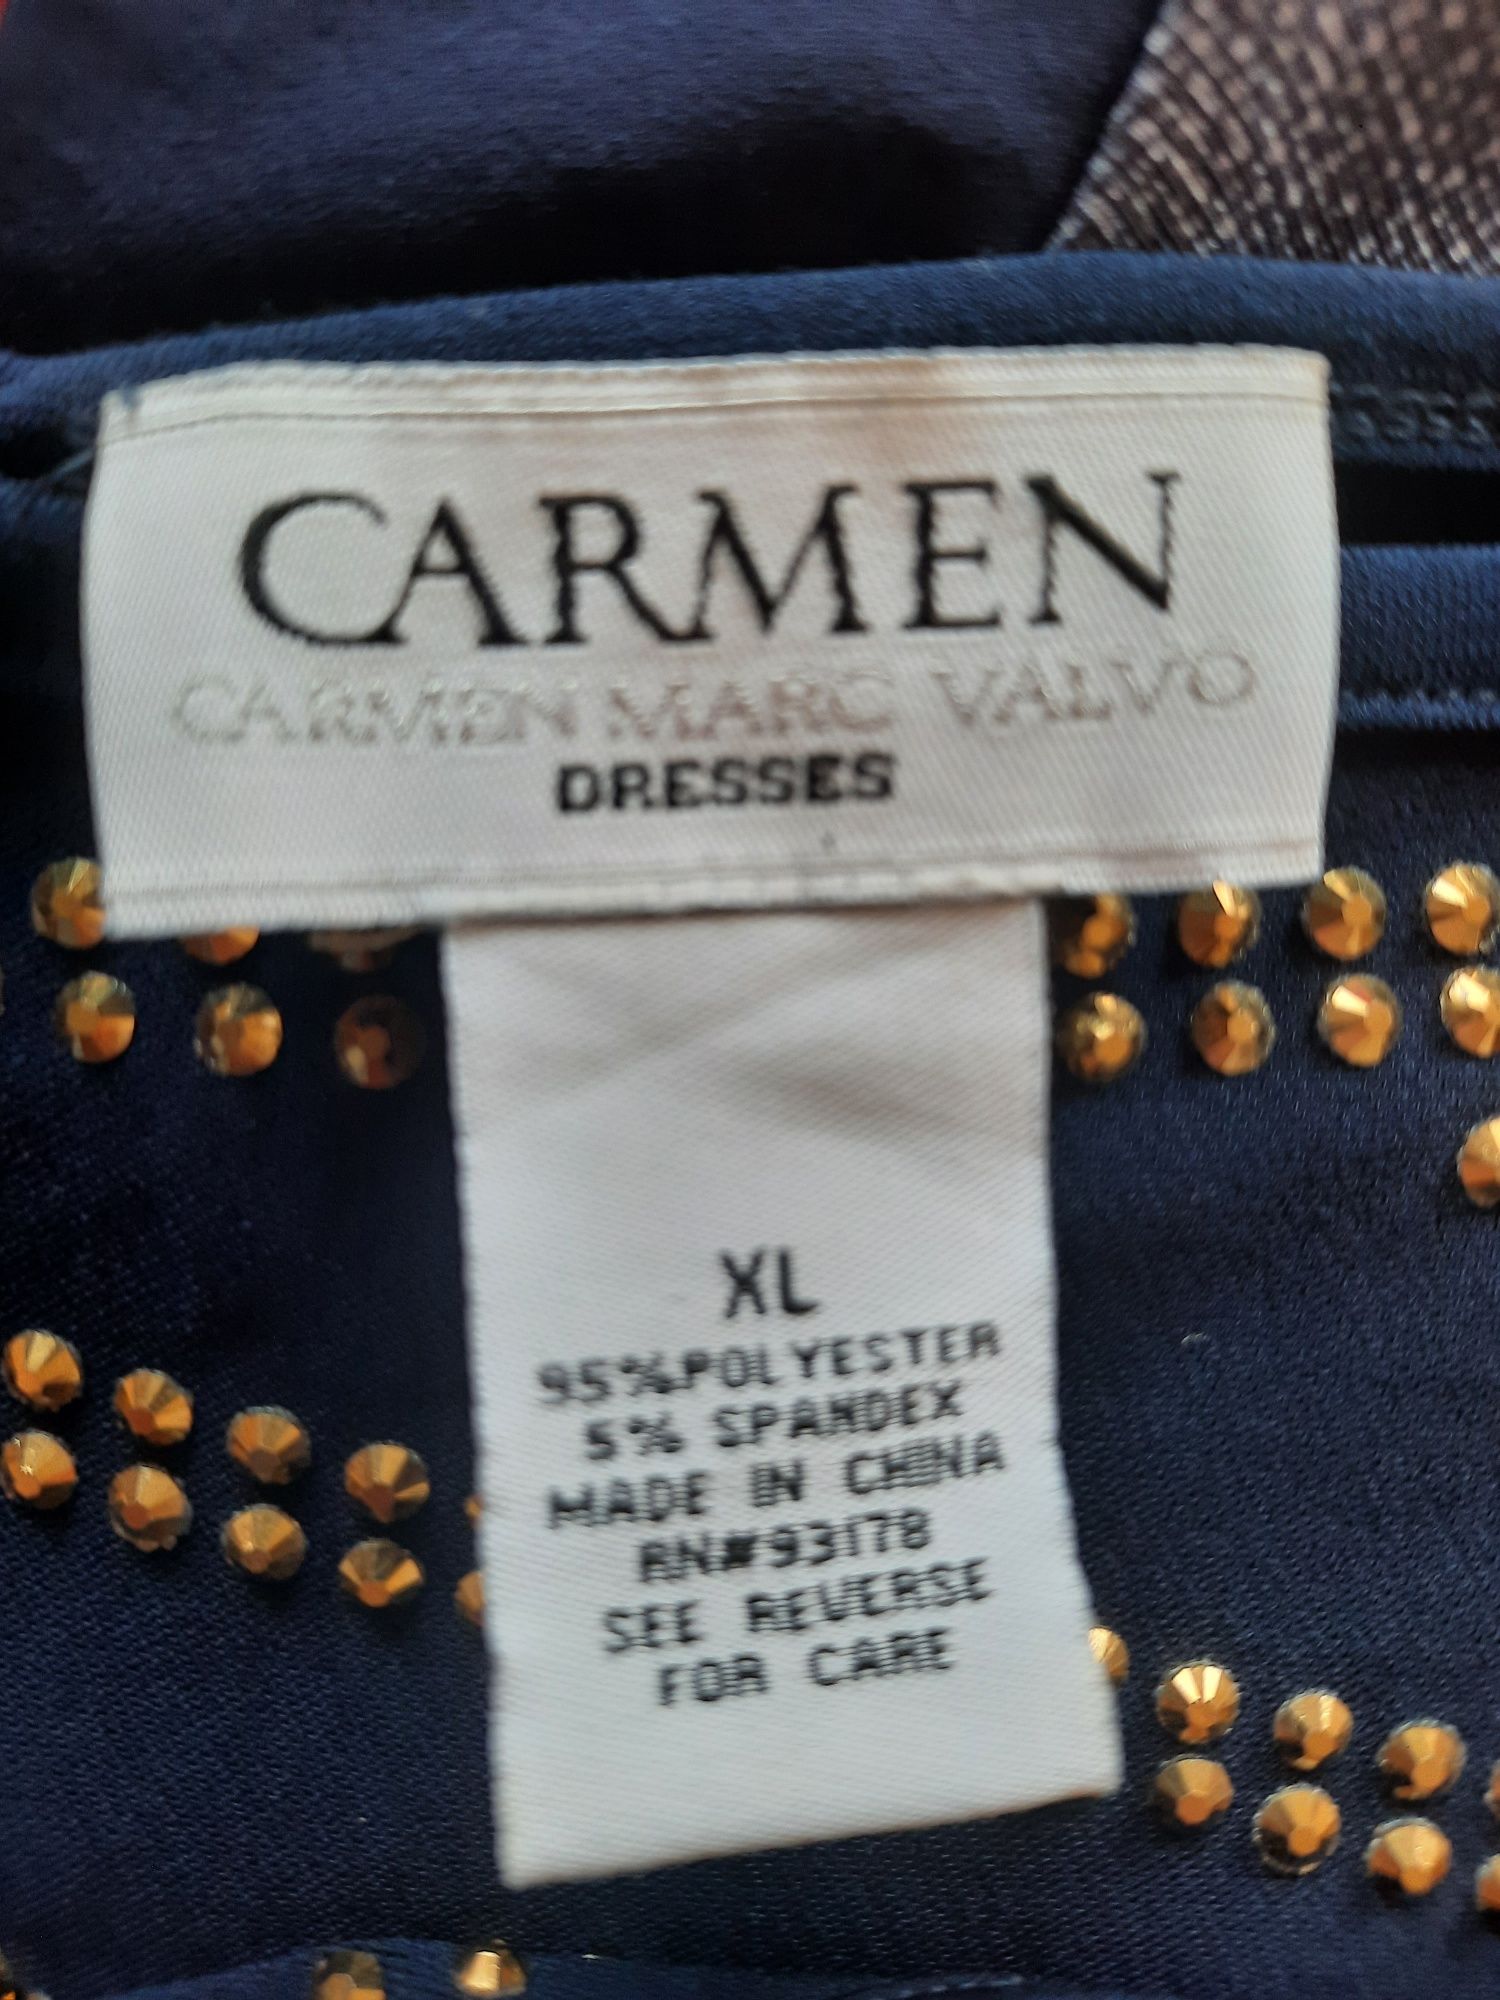 CARMEN
CARMEN MARC VALVO
DRESSES
XL
95%POLYESTER
5% SPANDEX
MADE IN CHINA
RN#93178
SEE REVERSE
FOR CARE